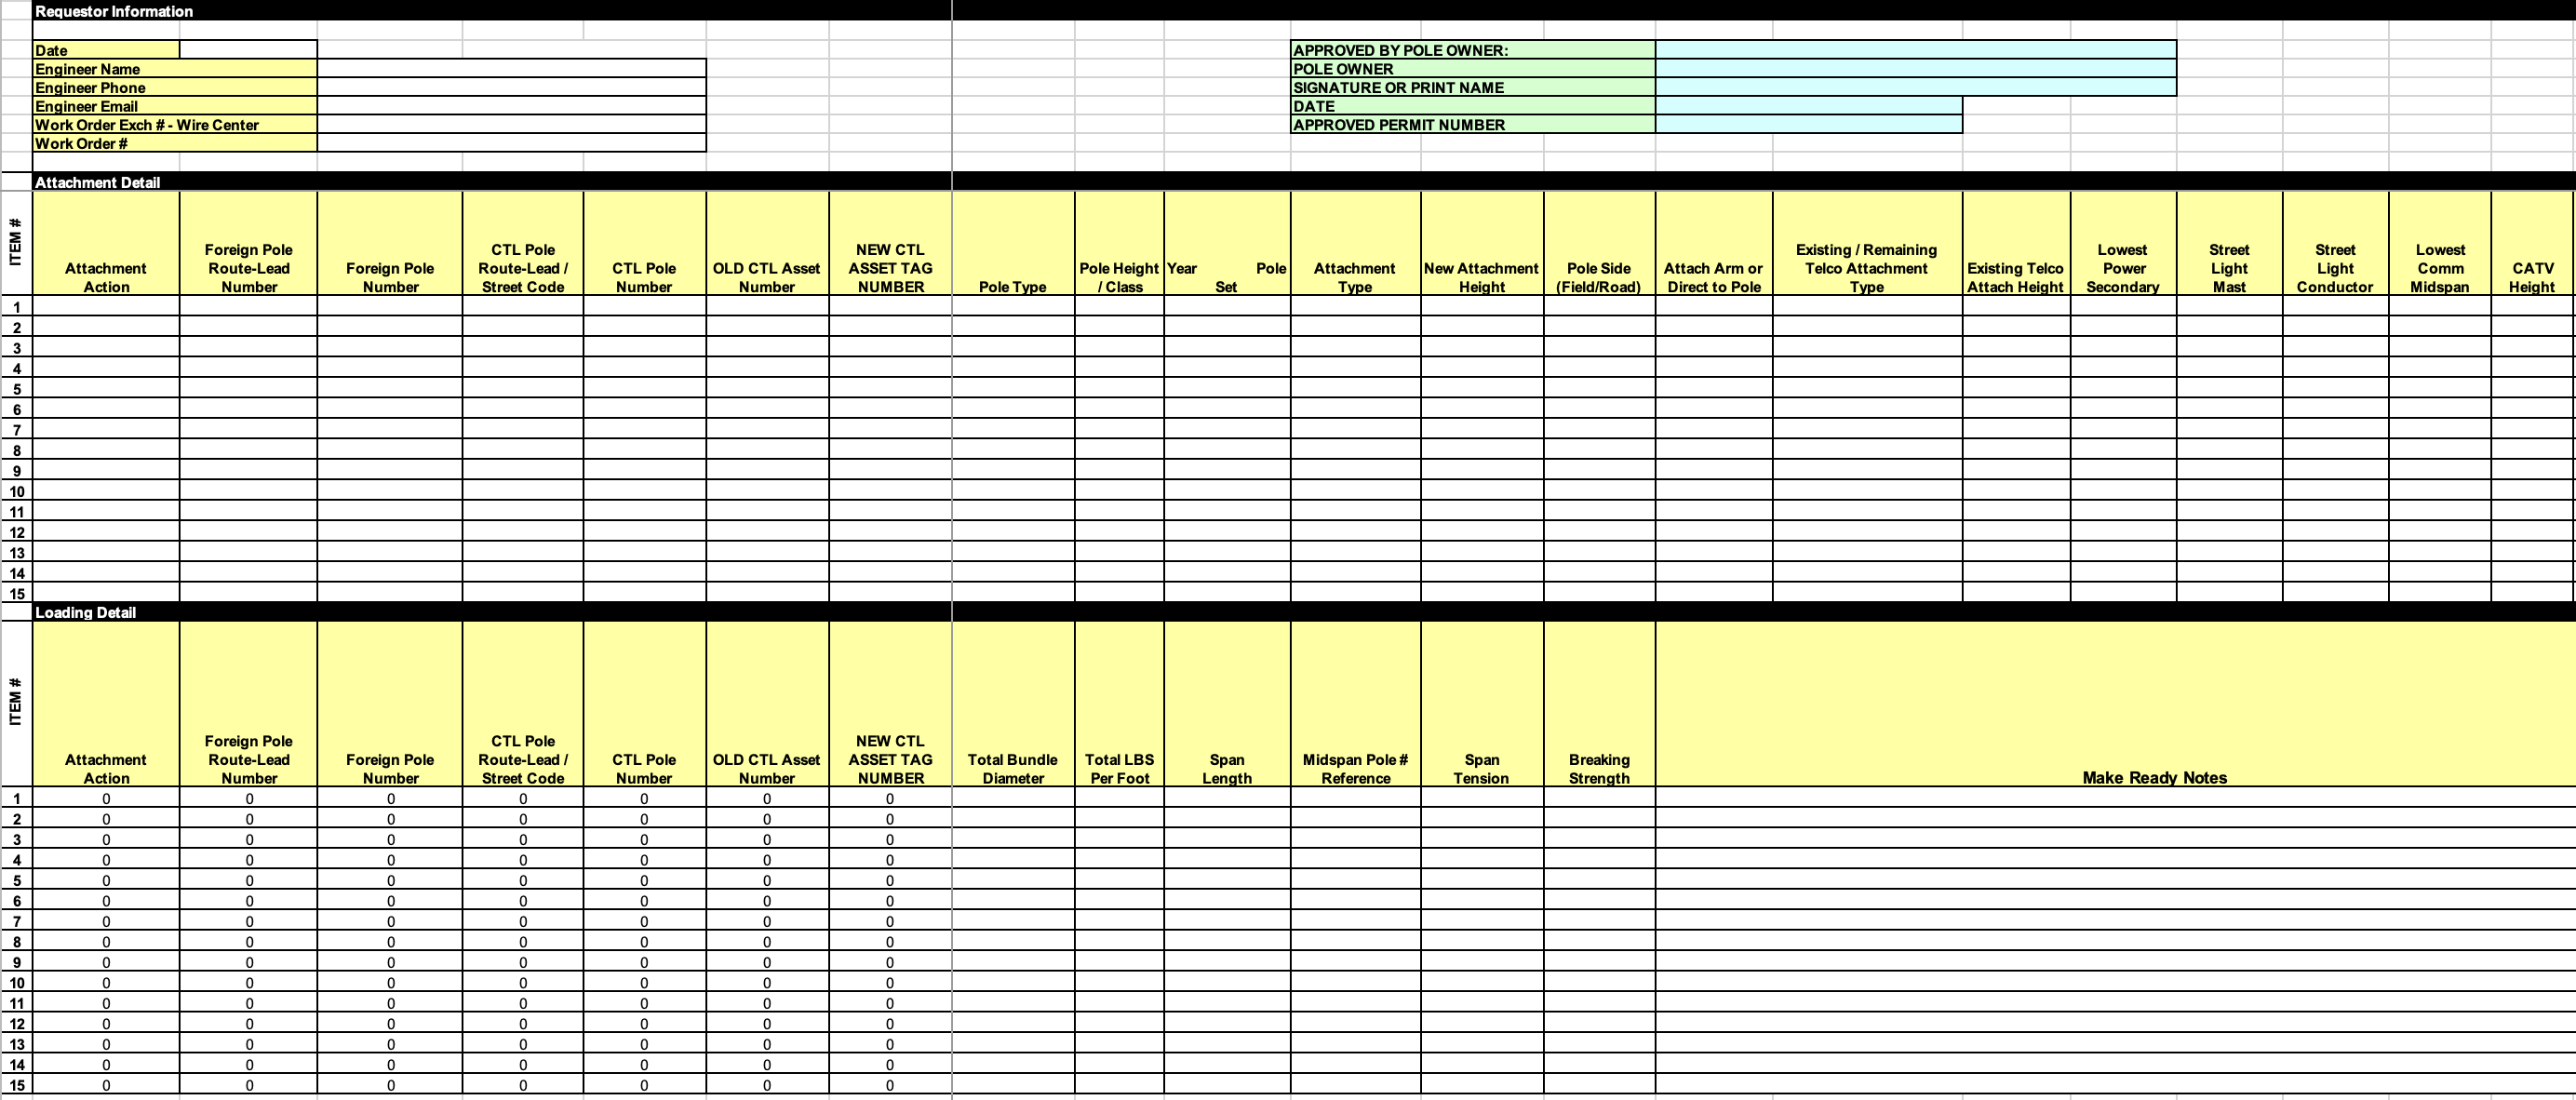 Requestor Information
Date
APPROVED BY POLE OWNER:
Engineer Name
POLE OWNER
Engineer Phone
SIGNATURE OR PRINT NAME
Engineer Email
DATE
Work Order Exch # - Wire Center
APPROVED PERMIT NUMBER
Work Order #
Attachment Detail
ITEM #
Attachment
Action
Foreign Pole
Route-Lead
Number
Foreign Pole
Number
CTL Pole
Route-Lead /
Street Code
CTL Pole
Number
OLD CTL Asset
Number
NEW CTL
ASSET TAG
NUMBER
Pole Type
Pole Height
/ Class
Year Pole
Set
Attachment
Type
New Attachment
Height
Pole Side
(Field/Road)
Attach Arm or
Direct to Pole
Existing / Remaining
Telco Attachment
Type
Existing Telco
Attach Height
Lowest
Power
Secondary
Street
Light
Mast
Street
Light
Conductor
Lowest
Comm
Midspan
CATV
Height
1
2
3
4
5
6
7
8
9
10
11
12
13
14
15
Loading Detail
ITEM #
Attachment
Action
Foreign Pole
Route-Lead
Number
Foreign Pole
Number
CTL Pole
Route-Lead /
Street Code
CTL Pole
Number
OLD CTL Asset
Number
NEW CTL
ASSET TAG
NUMBER
Total Bundle
Diameter
Total LBS
Per Foot
Span
Length
Midspan Pole #
Reference
Span
Tension
Breaking
Strength
Make Ready Notes
1 0 0 0 0 0 0 0
2 0 0 0 0 0 0 0
3 0 0 0 0 0 0 0
4 0 0 0 0 0 0 0
5 0 0 0 0 0 0 0
6 0 0 0 0 0 0 0
7 0 0 0 0 0 0 0
8 0 0 0 0 0 0 0
9 0 0 0 0 0 0 0
10 0 0 0 0 0 0 0
11 0 0 0 0 0 0 0
12 0 0 0 0 0 0 0
13 0 0 0 0 0 0 0
14 0 0 0 0 0 0 0
15 0 0 0 0 0 0 0